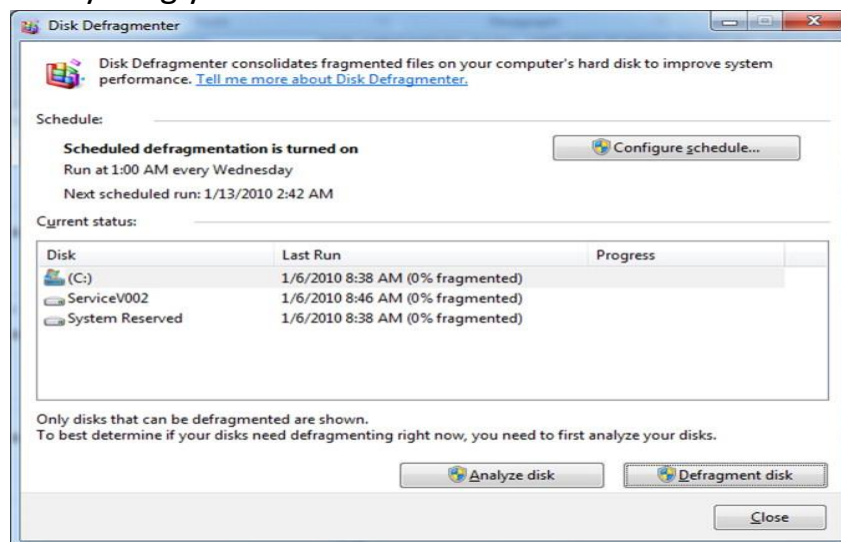 Disk Defragmenter
Disk Defragmenter consolidates fragmented files on your computer's hard disk to improve system
performance. Tell me more about Disk Defragmenter.
Schedule:
Scheduled defragmentation is turned on
Configure schedule...
Run at 1:00 AM every Wednesday
Next scheduled run: 1/13/2010 2:42 AM
Current status:
Disk Last Run Progress
(C:) 1/6/2010 8:38 AM (0% fragmented)
ServiceV002 1/6/2010 8:46 AM (0% fragmented)
System Reserved 1/6/2010 8:38 AM (0% fragmented)
Only disks that can be defragmented are shown.
To best determine if your disks need defragmenting right now, you need to first analyze your disks.
Analyze disk Defragment disk
Close